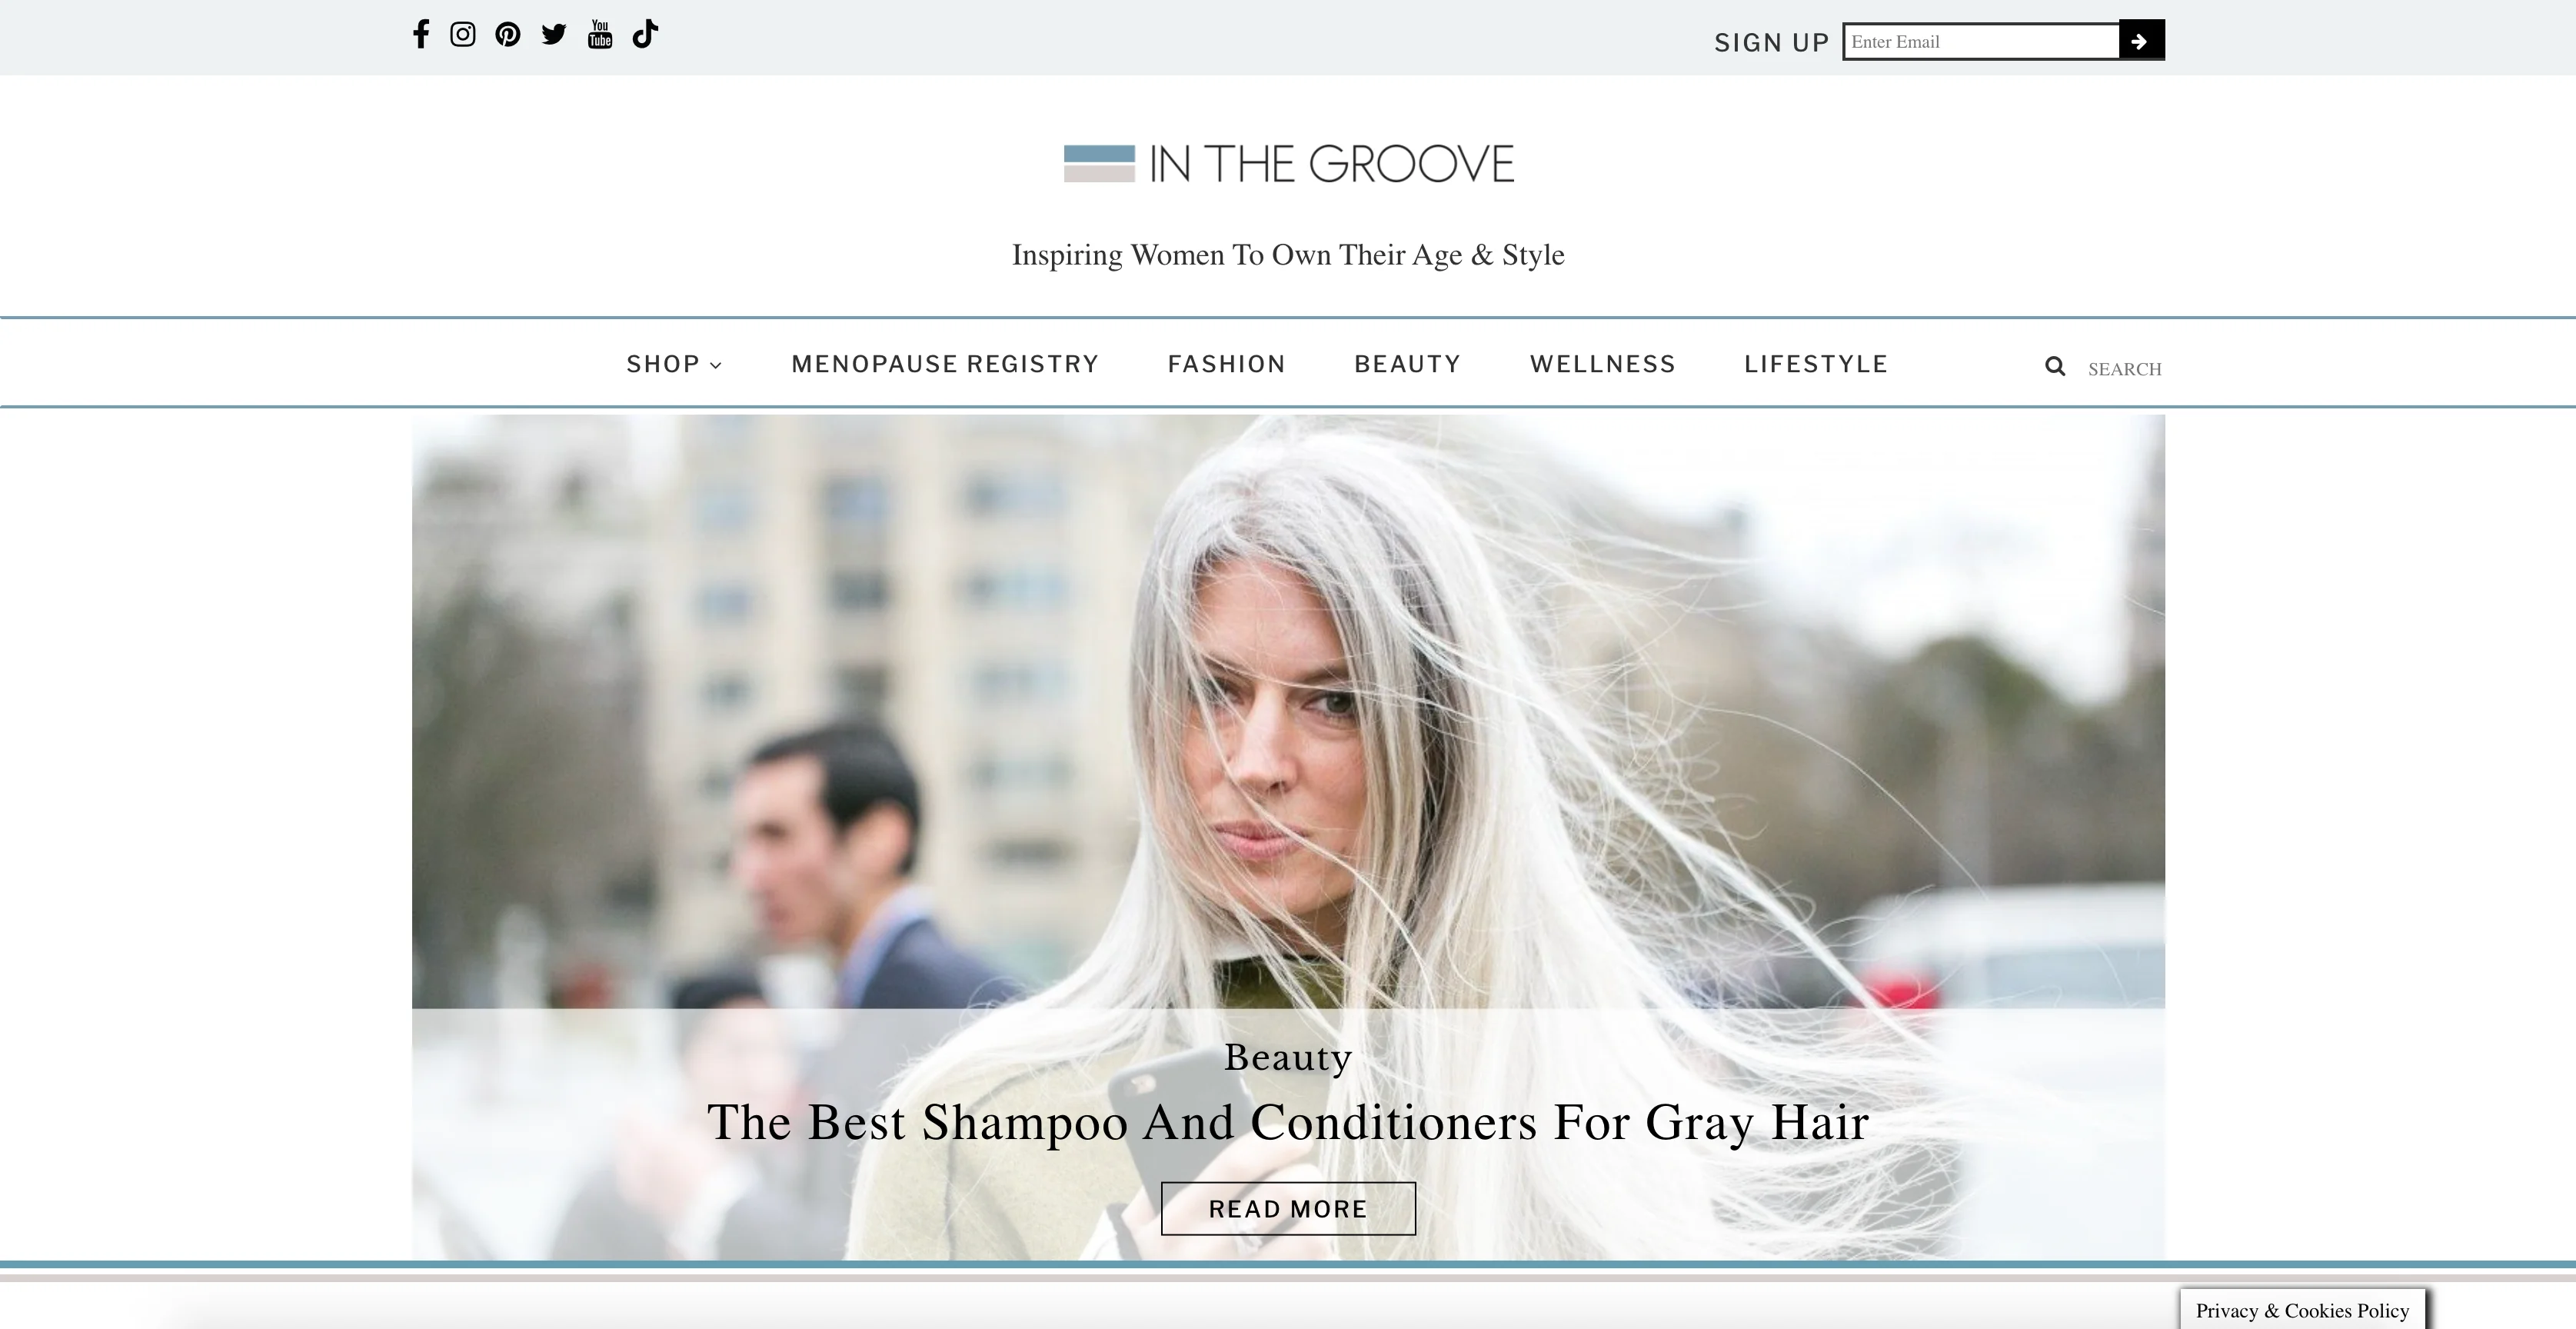 SIGN UP
Enter Email
IN THE GROOVE
Inspiring Women To Own Their Age & Style
SHOP MENOPAUSE REGISTRY FASHION BEAUTY WELLNESS LIFESTYLE SEARCH
Beauty
The Best Shampoo And Conditioners For Gray Hair
READ MORE
Privacy & Cookies Policy